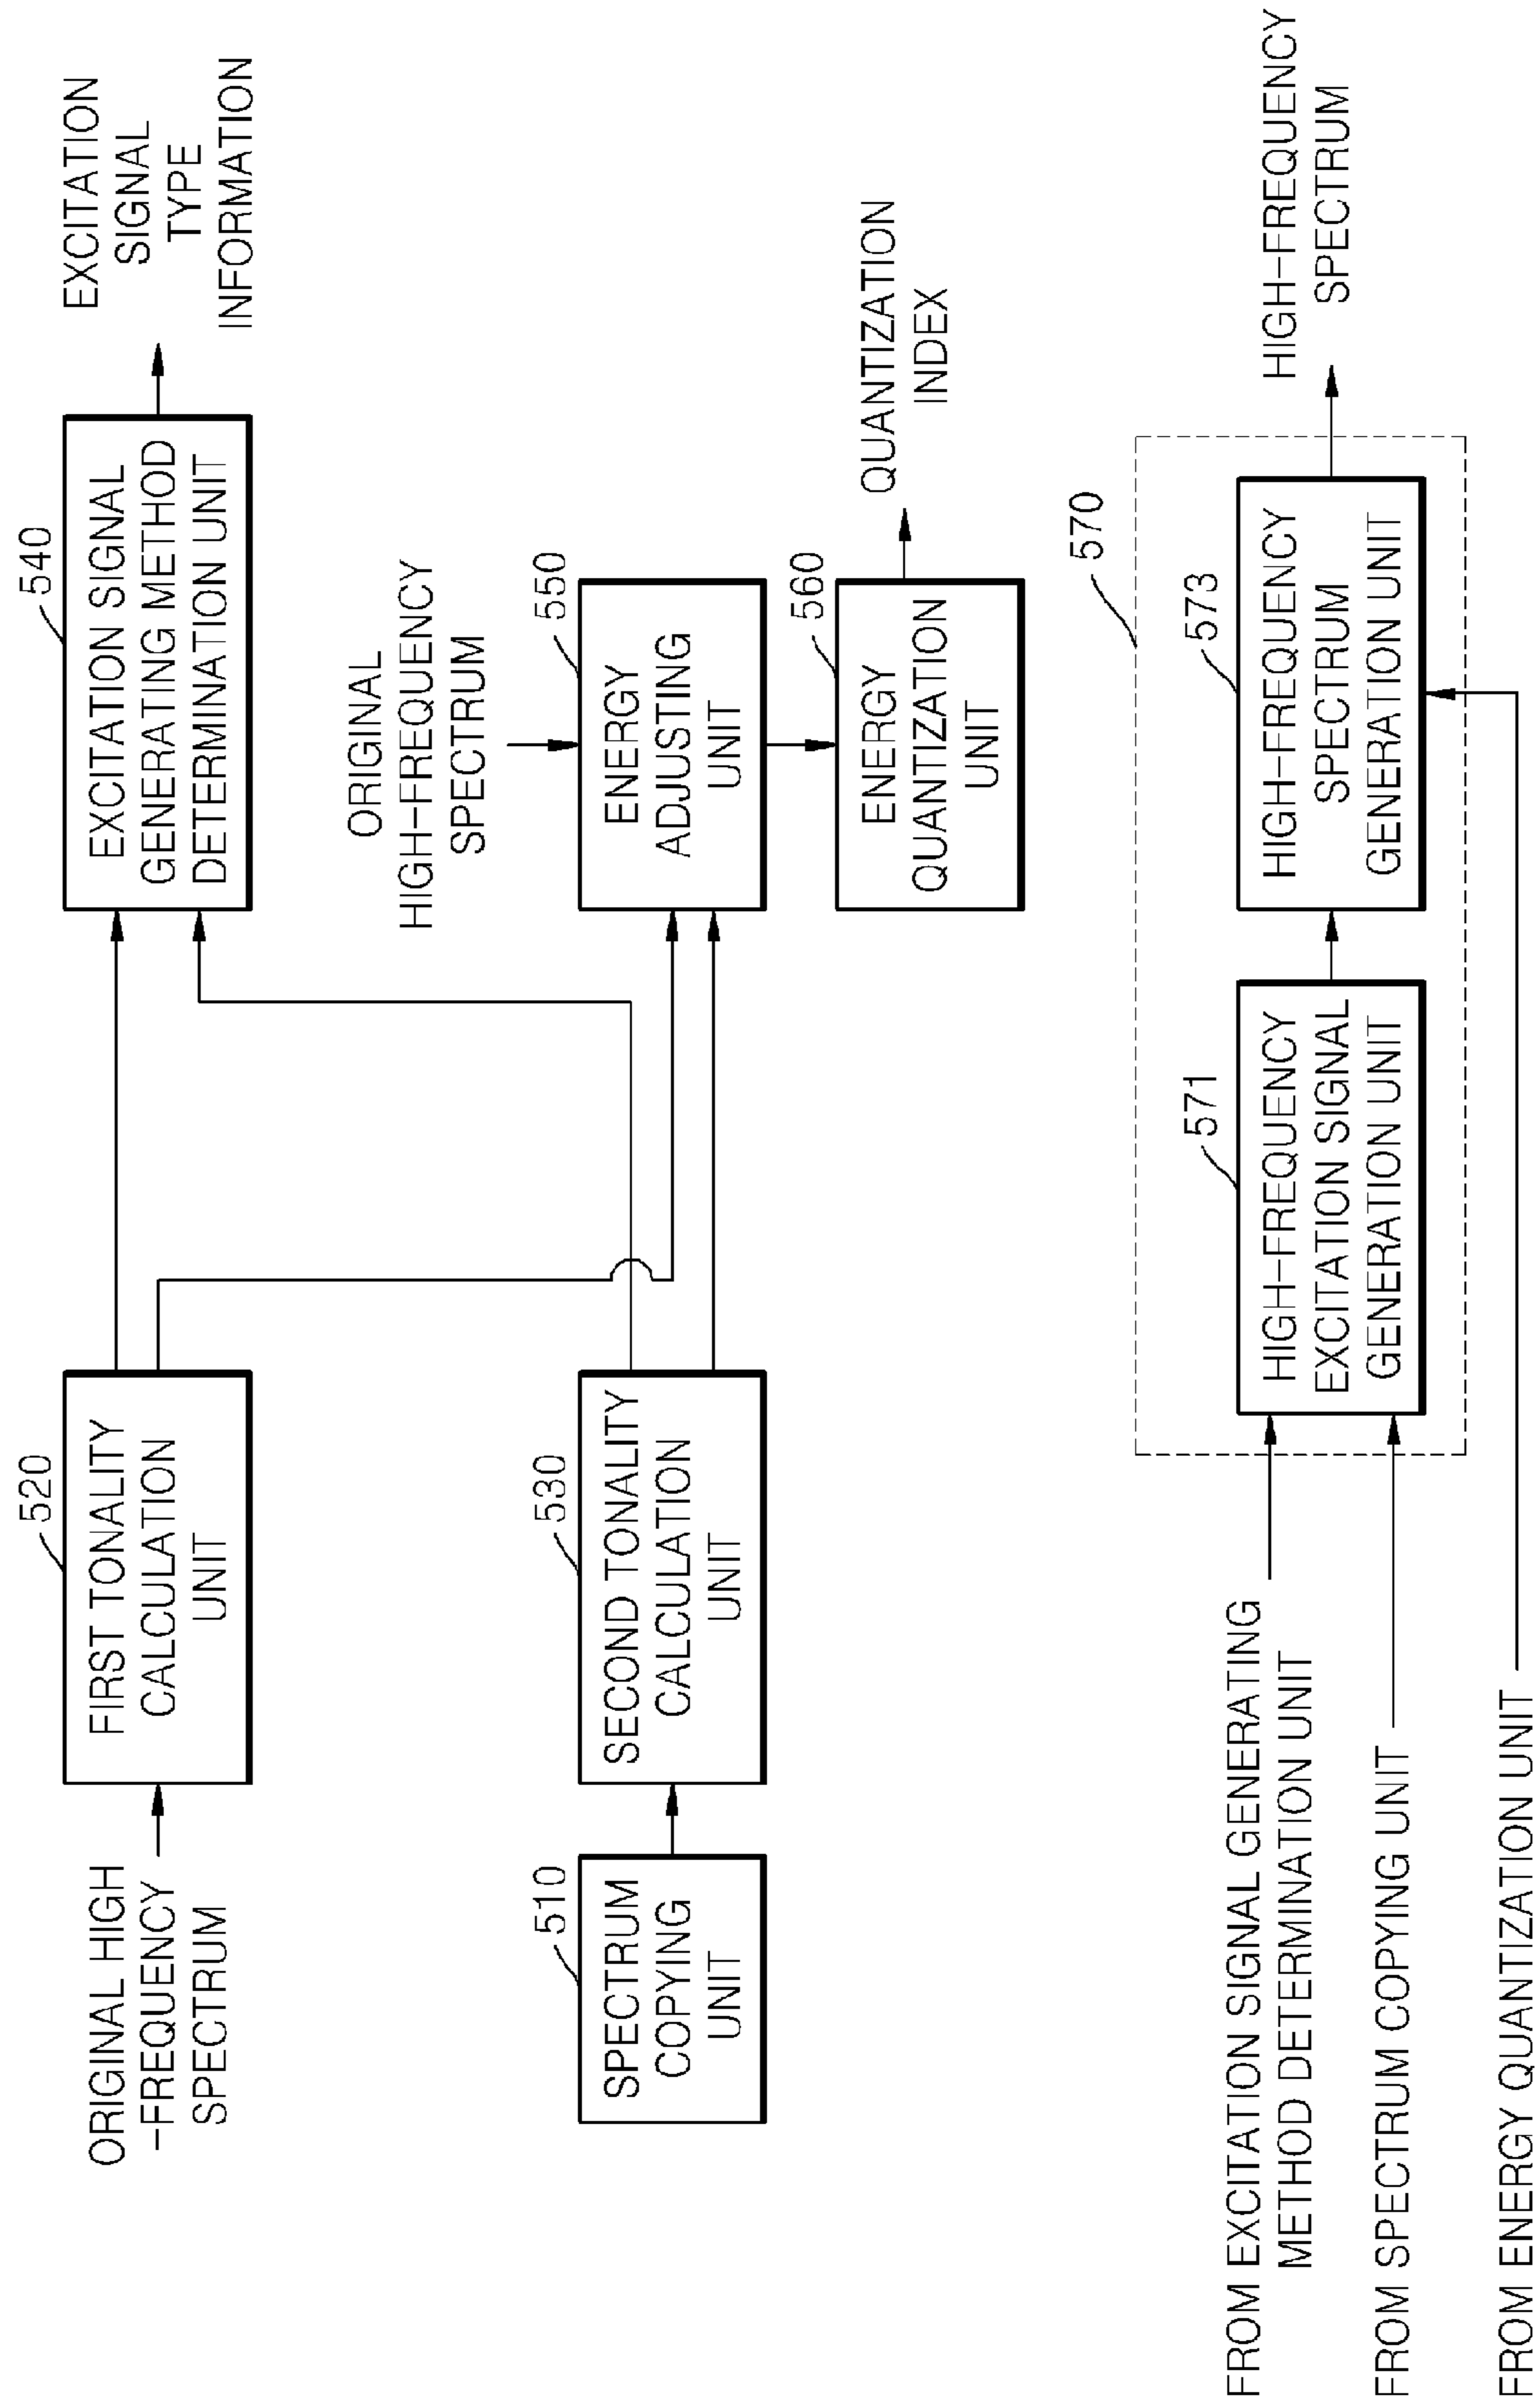 ORIGINAL HIGH
-FREQUENCY
SPECTRUM
520
FIRST TONALITY
CALCULATION
UNIT
540
EXCITATION SIGNAL
GENERATING METHOD
DETERMINATION UNIT
EXCITATION
SIGNAL
TYPE
INFORMATION
510
SPECTRUM
COPYING
UNIT
530
SECOND TONALITY
CALCULATION
UNIT
ORIGINAL
HIGH-FREQUENCY
SPECTRUM
550
ENERGY
ADJUSTING
UNIT
560
ENERGY
QUANTIZATION
UNIT
QUANTIZATION
INDEX
570
FROM EXCITATION SIGNAL GENERATING
METHOD DETERMINATION UNIT
FROM SPECTRUM COPYING UNIT
FROM ENERGY QUANTIZATION UNIT
571
HIGH-FREQUENCY
EXCITATION SIGNAL
GENERATION UNIT
573
HIGH-FREQUENCY
SPECTRUM
GENERATION UNIT
HIGH-FREQUENCY
SPECTRUM